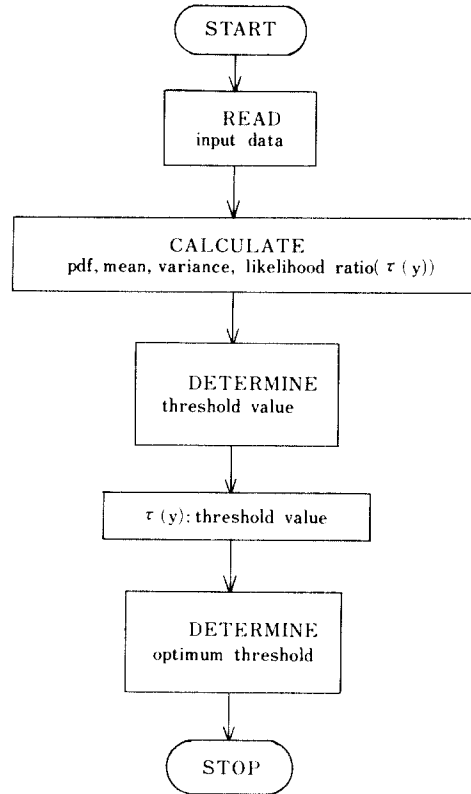 START
READ
input data
CALCULATE
pdf, mean, variance, likelihood ratio( τ (y))
DETERMINE
threshold value
τ (y): threshold value
DETERMINE
optimum threshold
STOP